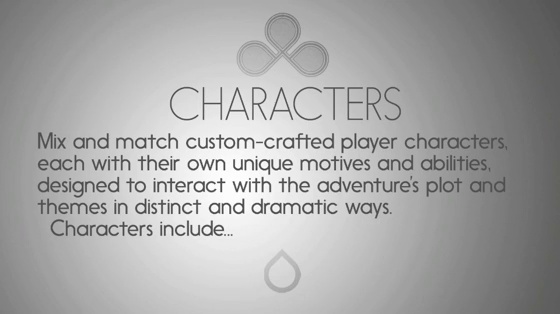 CHARACTERS
Mix and match custom-crafted player characters,
each with their own unique motives and abilities,
designed to interact with the adventure's plot and
themes in distinct and dramatic ways.
Characters include...